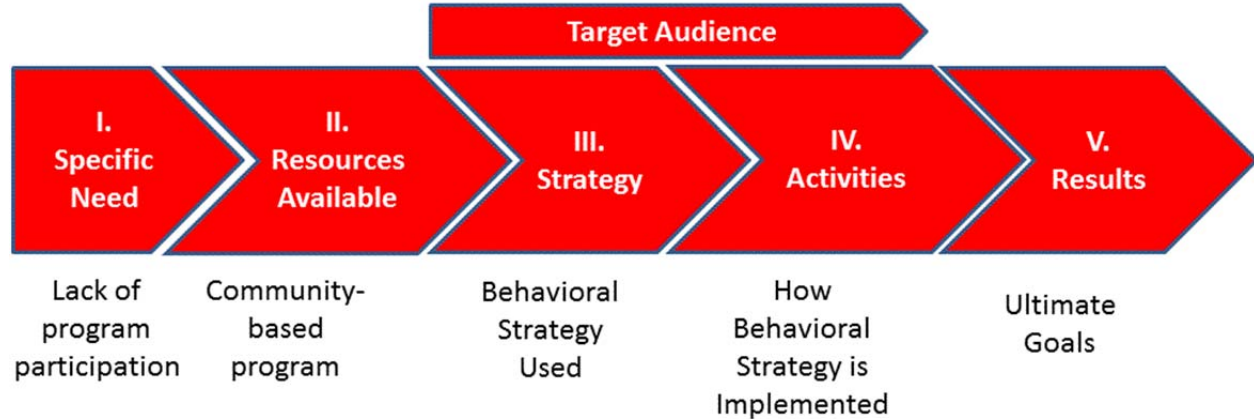 Target Audience
I.
Specific
Need
II.
Resources
Available
III.
Strategy
IV.
Activities
V.
Results
Lack of
program
participation
Community-
based
program
Behavioral
Strategy
Used
How
Behavioral
Strategy is
Implemented
Ultimate
Goals